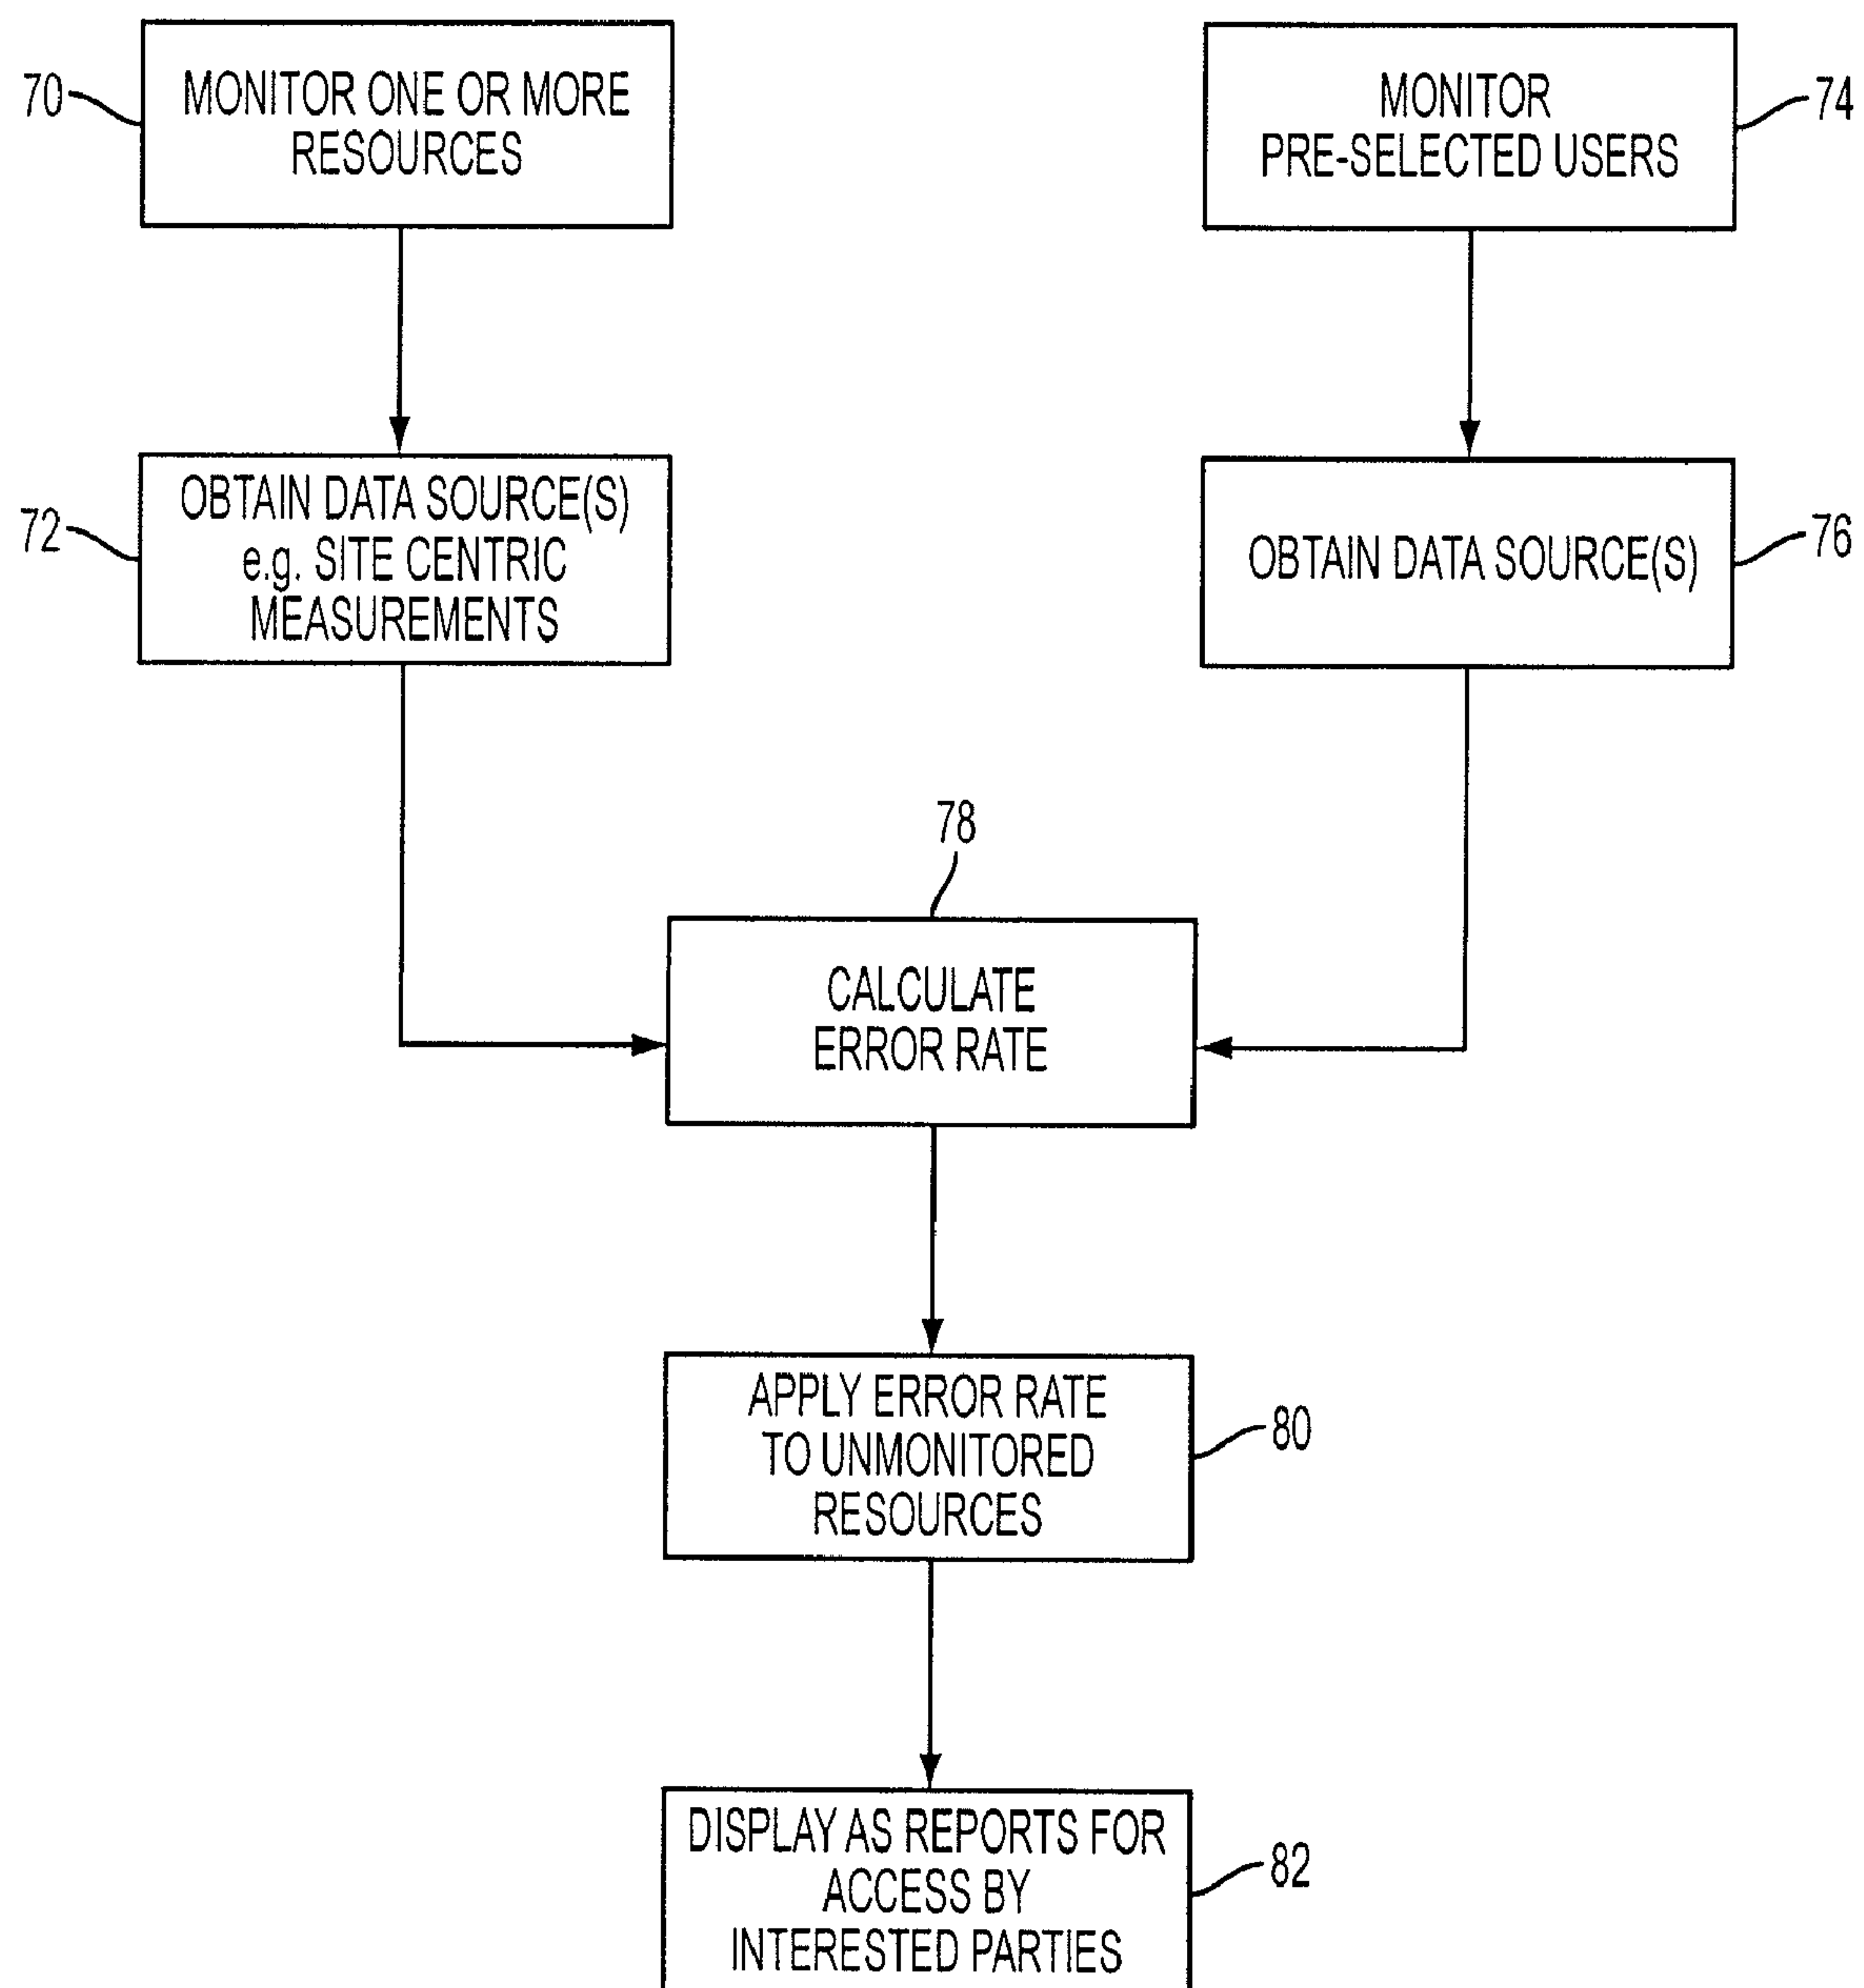 70
MONITOR ONE OR MORE
RESOURCES
MONITOR
PRE-SELECTED USERS
74
72
OBTAIN DATA SOURCE(S)
e.g. SITE CENTRIC
MEASUREMENTS
OBTAIN DATA SOURCE(S)
76
78
CALCULATE
ERROR RATE
APPLY ERROR RATE
TO UNMONITORED
RESOURCES
80
DISPLAY AS REPORTS FOR
ACCESS BY
INTERESTED PARTIES
82